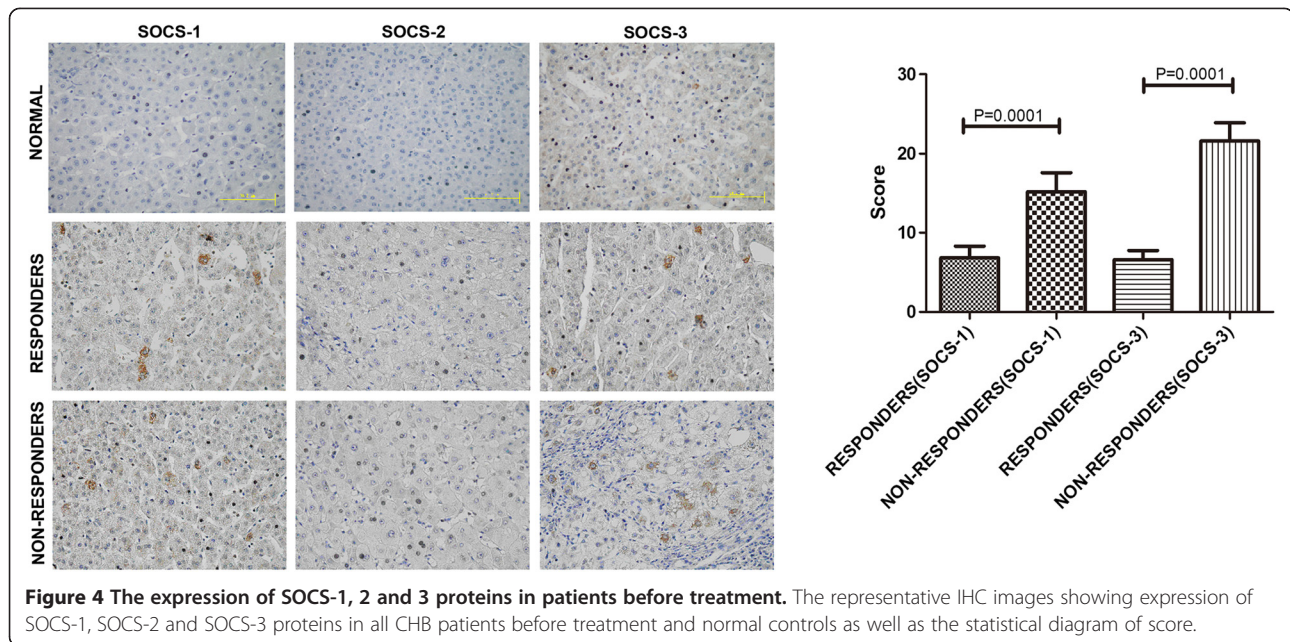 SOCS-1
SOCS-2
SOCS-3
NORMAL
RESPONDERS
NON-RESPONDERS
30
20
10
0
Score
P=0.0001
P=0.0001
RESPONDERS(SOCS-1)
NON-RESPONDERS(SOCS-1)
RESPONDERS(SOCS-3)
NON-RESPONDERS(SOCS-3)
Figure 4 The expression of SOCS-1, 2 and 3 proteins in patients before treatment. The representative IHC images showing expression of
SOCS-1, SOCS-2 and SOCS-3 proteins in all CHB patients before treatment and normal controls as well as the statistical diagram of score.